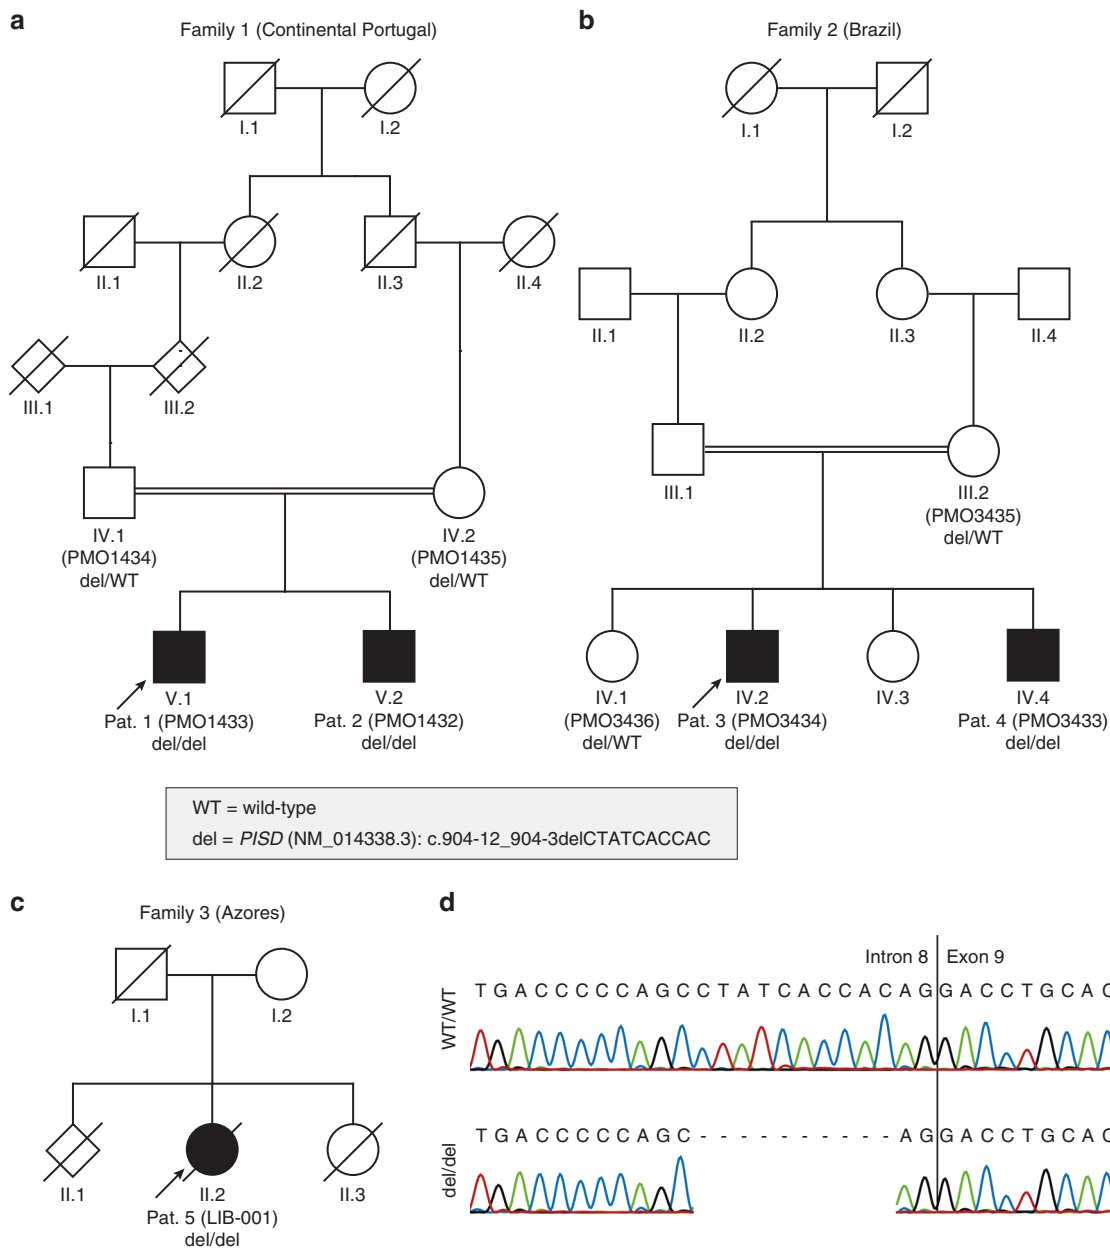 a
Family 1 (Continental Portugal)
I.1
I.2
II.1
II.2
II.3
II.4
III.1
III.2
IV.1
(PMO1434)
del/WT
IV.2
(PMO1435)
del/WT
V.1
Pat. 1 (PMO1433)
del/del
V.2
Pat. 2 (PMO1432)
del/del
b
Family 2 (Brazil)
I.1
I.2
II.1
II.2
II.3
II.4
III.1
III.2
(PMO3435)
del/WT
IV.1
(PMO3436)
del/WT
IV.2
Pat. 3 (PMO3434)
del/del
IV.3
IV.4
Pat. 4 (PMO3433)
del/del
WT = wild-type
del = PISD (NM_014338.3): c.904-12_904-3delCTATCACCAC
c
Family 3 (Azores)
I.1
I.2
II.1
II.2
Pat. 5 (LIB-001)
del/del
II.3
d
Intron 8 Exon 9
WT/WT
T G A C C C C C A G C C T A T C A C C A C A G G A C C T G C A C
del/del
T G A C C C C C A G C - - - - - - - - - - A G G A C C T G C A C